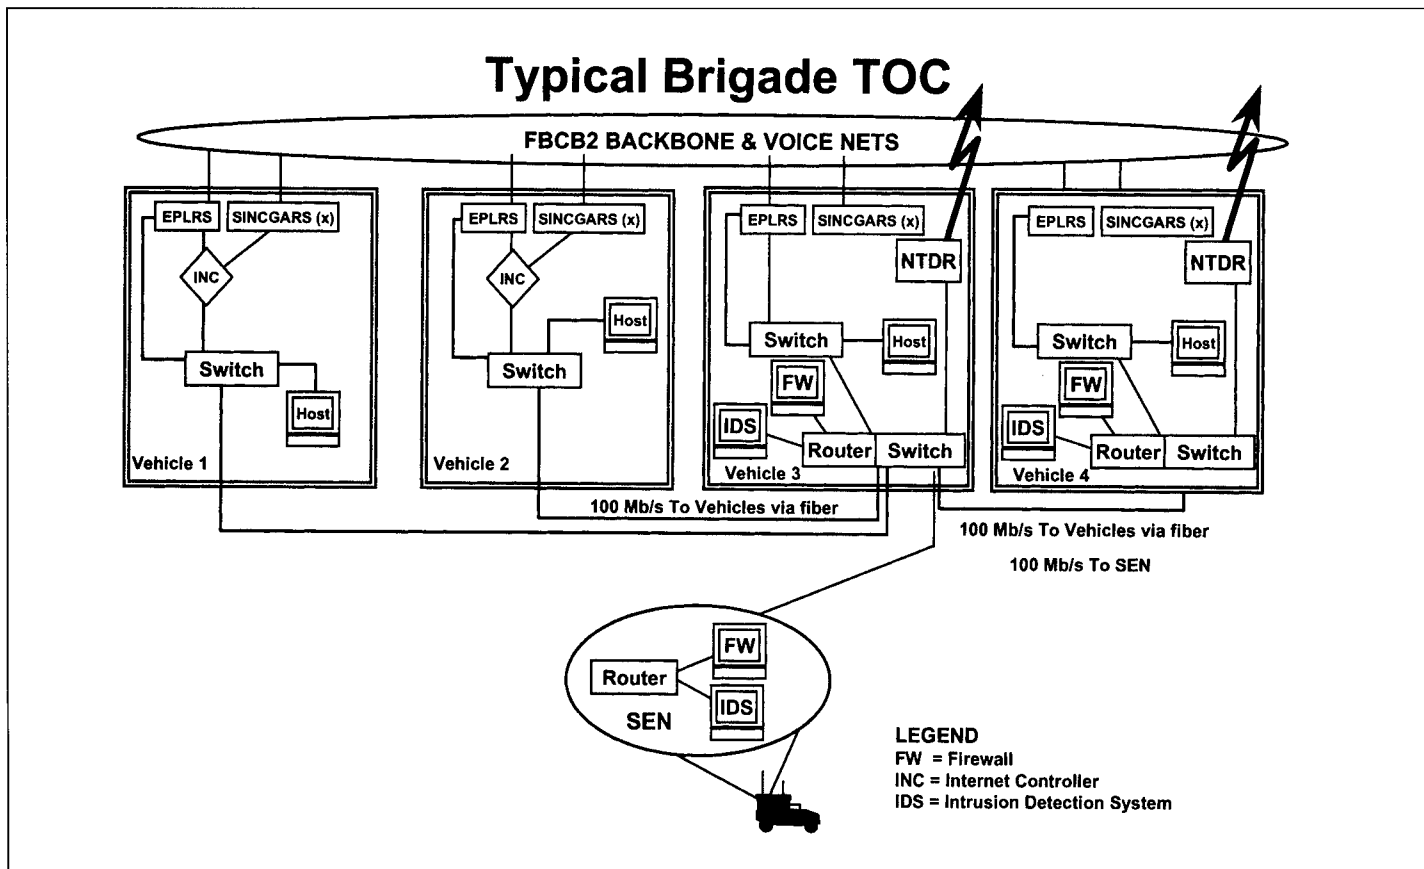 Typical Brigade TOC
FBCB2 BACKBONE & VOICE NETS
EPLRS
SINCGARS (x)
INC
Switch
Host
Vehicle 1
EPLRS
SINCGARS (x)
INC
Host
Switch
Vehicle 2
EPLRS
SINCGARS (x)
NTDR
Switch
Host
FW
IDS
Router
Switch
Vehicle 3
EPLRS
SINCGARS (x)
NTDR
Switch
Host
FW
IDS
Router
Switch
Vehicle 4
100 Mb/s To Vehicles via fiber
100 Mb/s To Vehicles via fiber
100 Mb/s To SEN
FW
Router
IDS
SEN
LEGEND
FW = Firewall
INC = Internet Controller
IDS = Intrusion Detection System